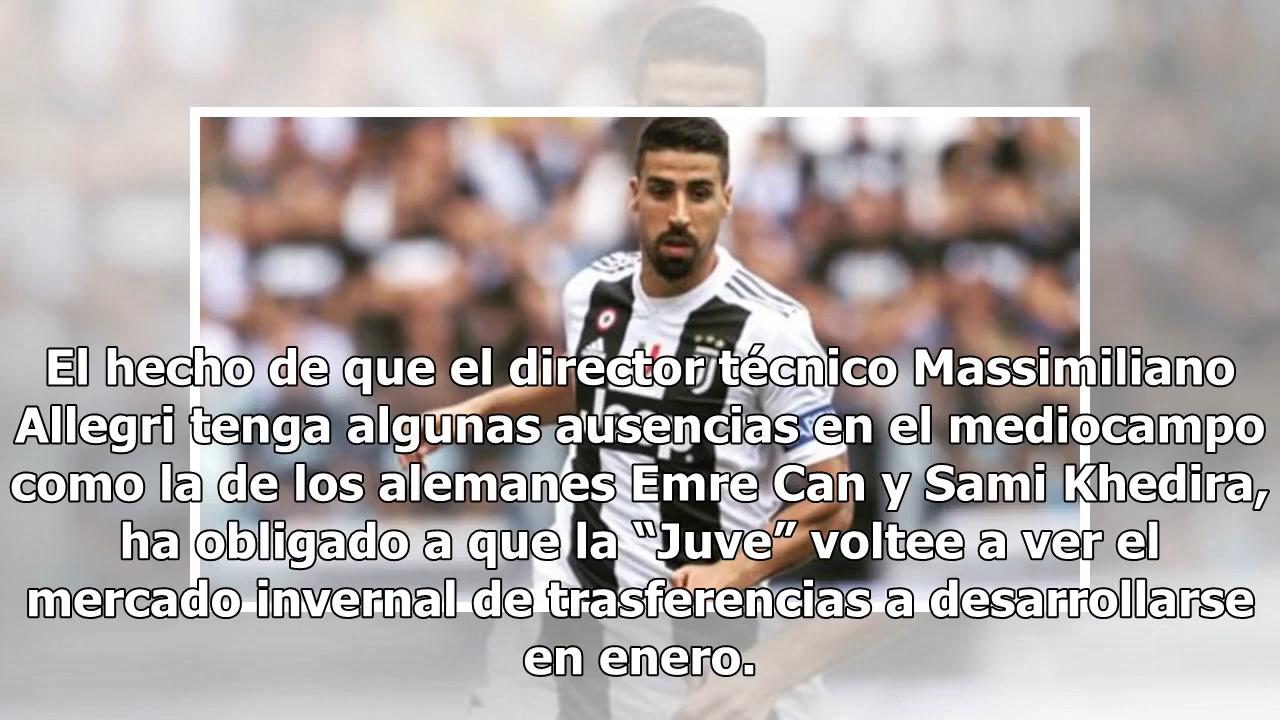 El hecho de que el director técnico Massimiliano
Allegri tenga algunas ausencias en el mediocampo
como la de los alemanes Emre Can y Sami Khedira,
ha obligado a que la “Juve” voltee a ver el
mercado invernal de trasferencias a desarrollarse
en enero.